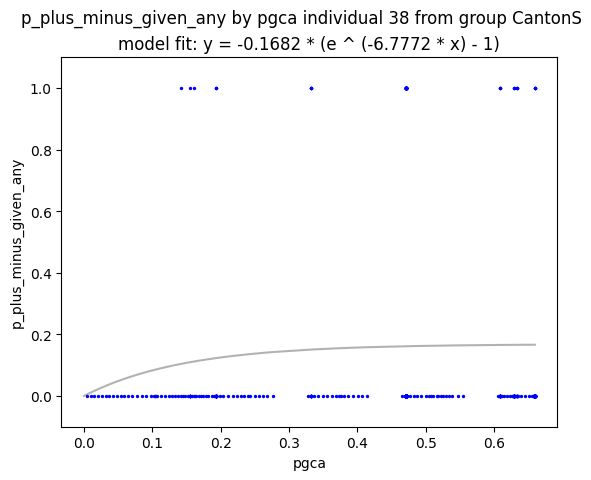 p_plus_minus_given_any by pgca individual 38 from group CantonS
model fit: y = -0.1682 * (e ^ (-6.7772 * x) - 1)
1.0
0.8
0.6
0.4
0.2
0.0
p_plus_minus_given_any
0.0 0.1 0.2 0.3 0.4 0.5 0.6
pgca